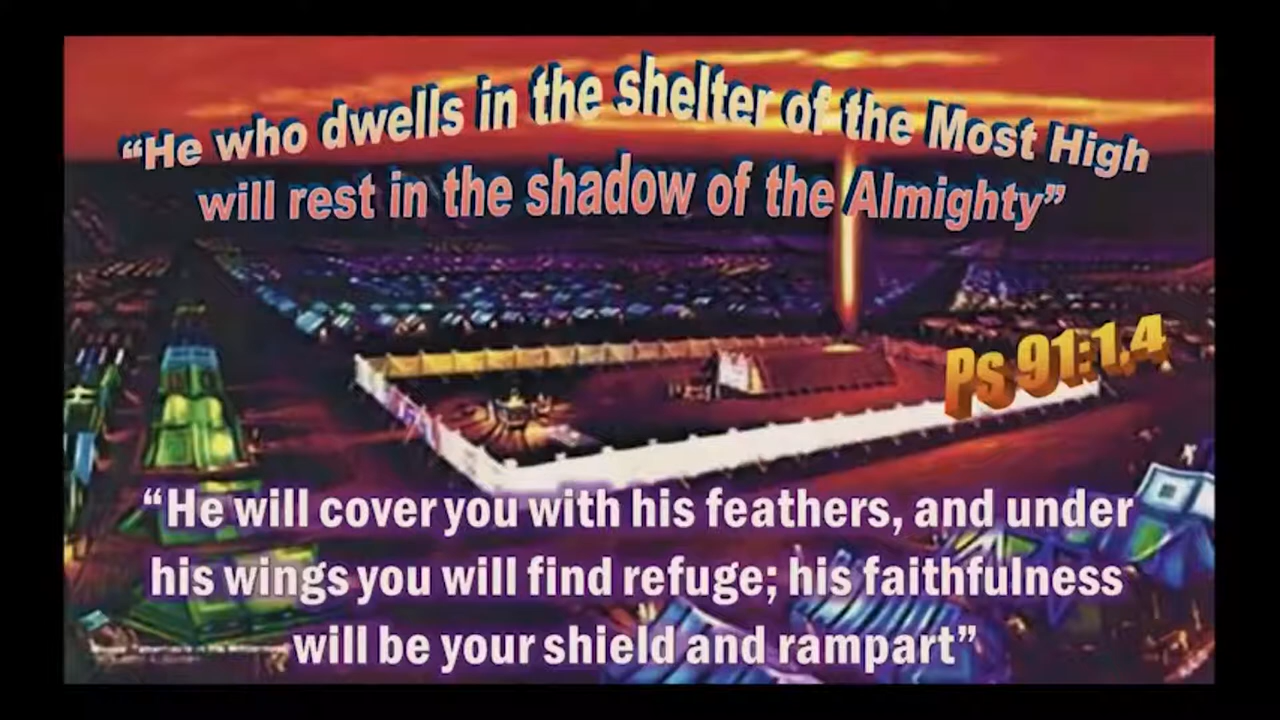 “He who dwells in the shelter of the Most High
will rest in the shadow of the Almighty”
Ps 91:1,4
“He will cover you with his feathers, and under
his wings you will find refuge; his faithfulness
will be your shield and rampart”